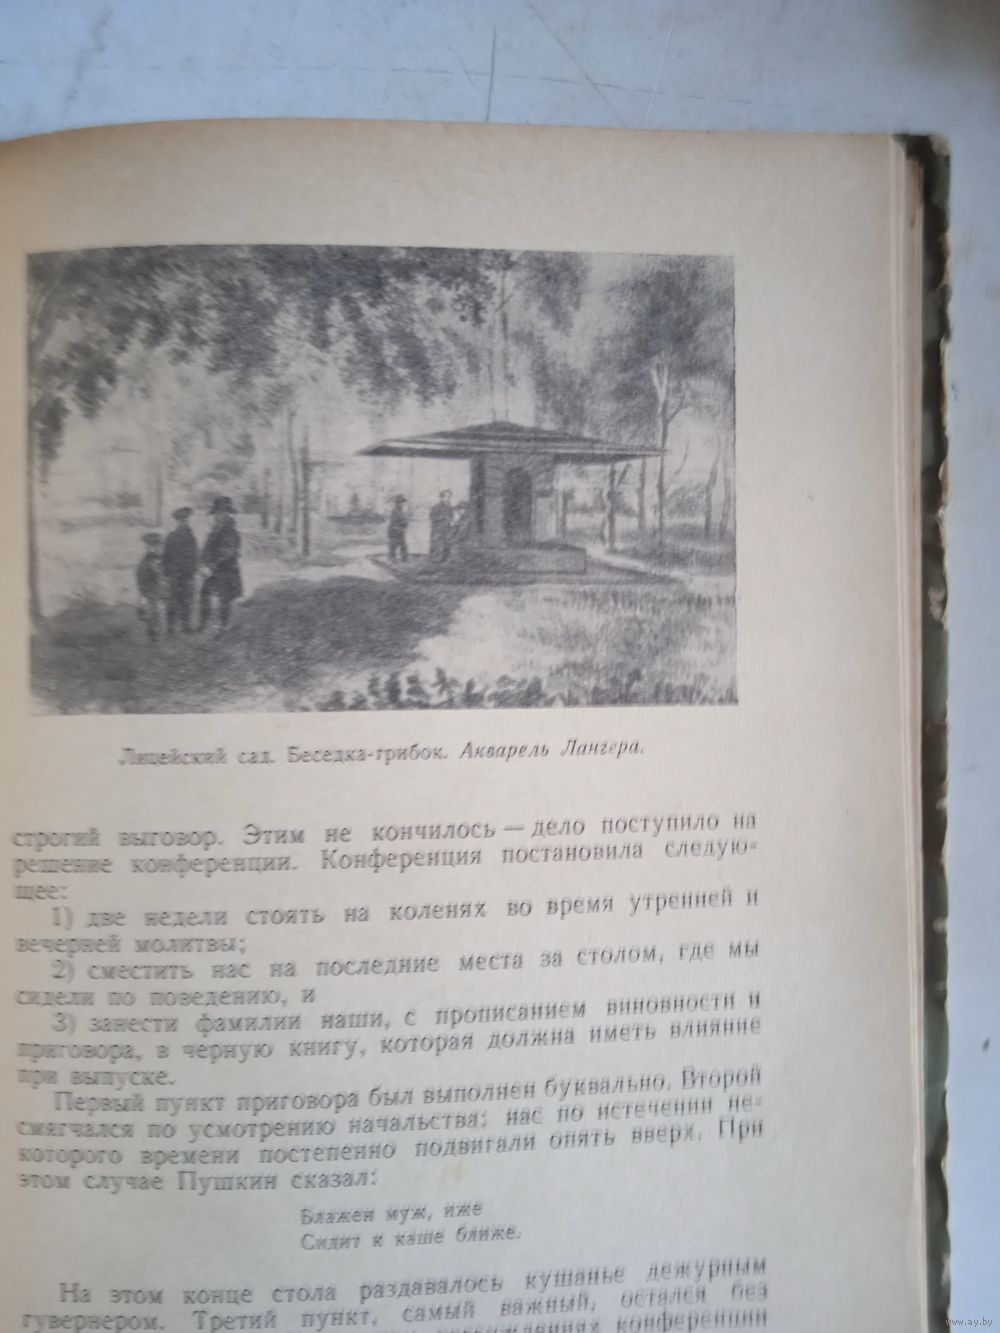 Лицейский сад. Беседка-грибок. Акварель Лангера.
строгий выговор. Этим не кончилось — дело поступило на
решение конференции. Конференция постановила следую-
щее:
1) две недели стоять на коленях во время утренней и
вечерней молитвы;
2) сместить нас на последние места за столом, где мы
сидели по поведению, и
3) занести фамилии наши, с прописанием виновности и
приговора, в черную книгу, которая должна иметь влияние
при выпуске.
Первый пункт приговора был выполнен буквально. Второй
смягчался по усмотрению начальства: нас по истечении не-
которого времени постепенно подвигали опять вверх. При
этом случае Пушкин сказал:
Блажен муж, иже
Сидит к каше ближе.
На этом конце стола раздавалось кушанье дежурным
гувернером. Третий пункт, самый важный, остался без
конференции
www.ay.by